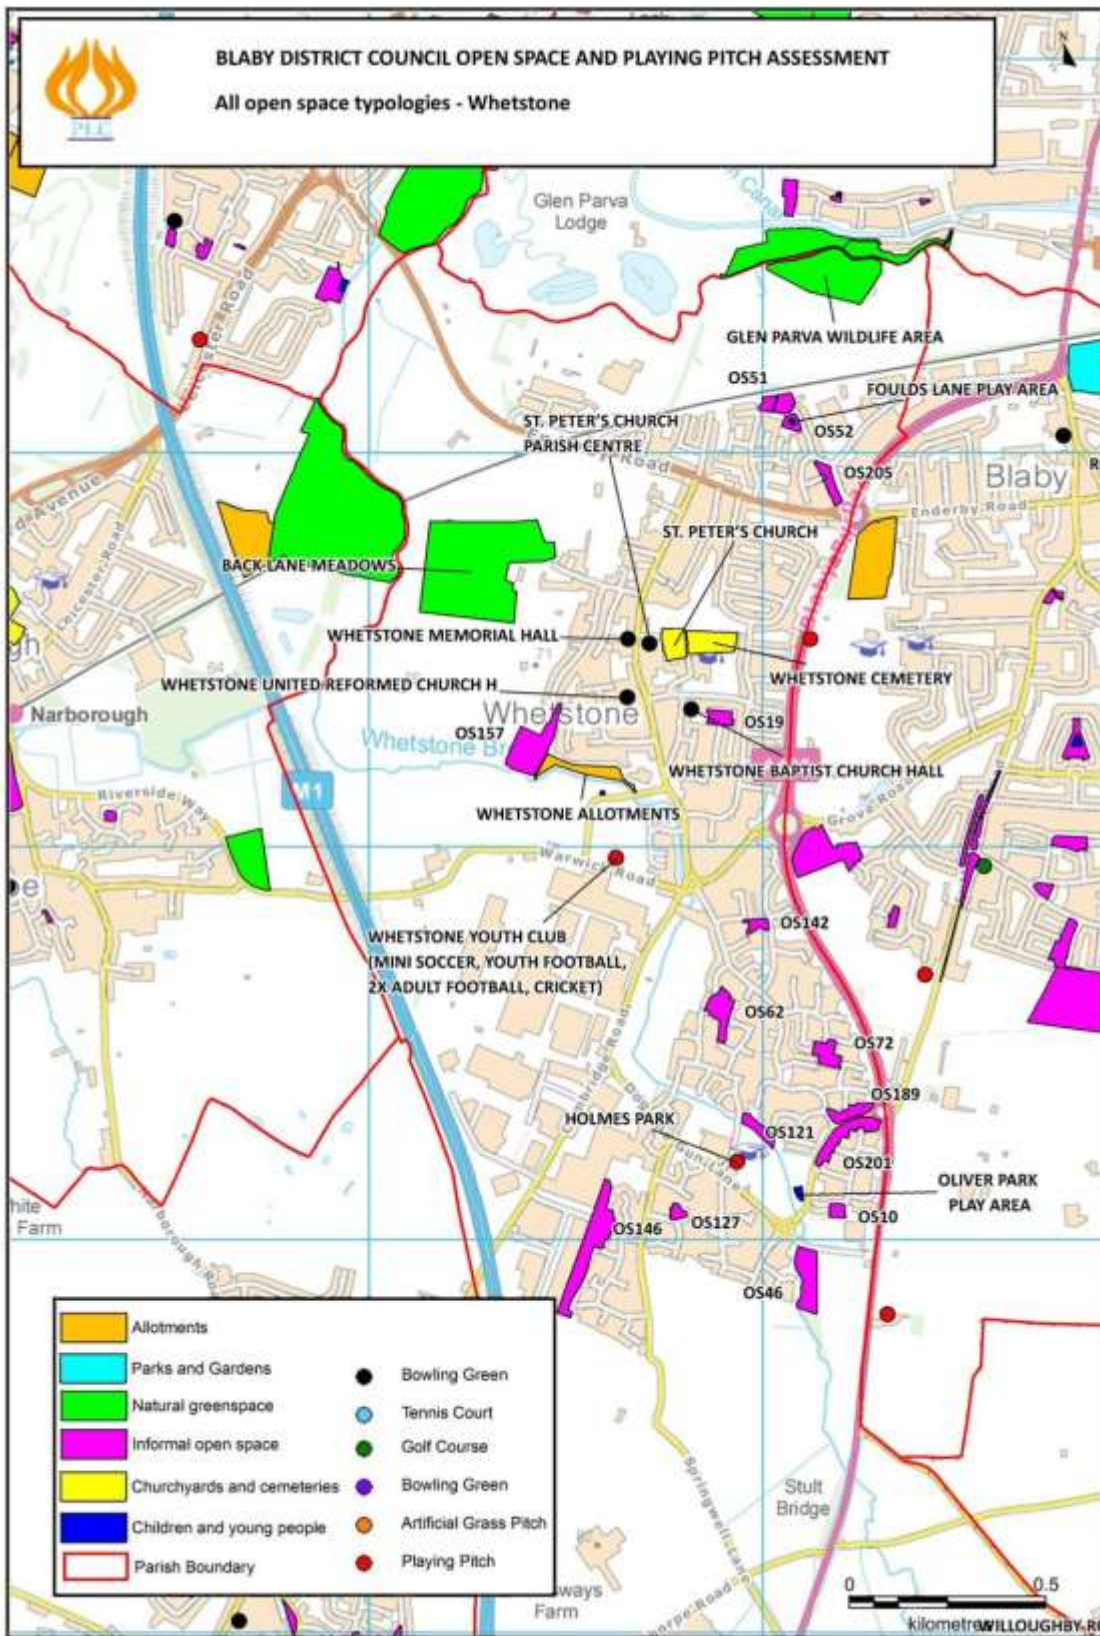 BLABY DISTRICT COUNCIL OPEN SPACE AND PLAYING PITCH ASSESSMENT
All open space typologies - Whetstone
PLC
N
Glen Parva
Lodge
GLEN PARVA WILDLIFE AREA
OS51
FOULDS LANE PLAY AREA
ST. PETER'S CHURCH
PARISH CENTRE
OS52
Road
OS205
Blaby
Enderby Road
Leicester Road
ST. PETER'S CHURCH
BACK LANE MEADOWS
WHETSTONE MEMORIAL HALL
71
64
WHETSTONE CEMETERY
WHETSTONE UNITED REFORMED CHURCH H
Narborough
Whetstone
OS19
OS157
WHETSTONE BAPTIST CHURCH HALL
M1
Riverside Way
WHETSTONE ALLOTMENTS
Grove Road
Warwick Road
OS142
WHETSTONE YOUTH CLUB
(MINI SOCCER, YOUTH FOOTBALL,
2X ADULT FOOTBALL, CRICKET)
OS62
OS72
OS189
HOLMES PARK
OS121
OS201
OLIVER PARK
PLAY AREA
Farm
OS146
OS127
OS10
OS46
Allotments
Parks and Gardens
Natural greenspace
Informal open space
Churchyards and cemeteries
Children and young people
Parish Boundary
Bowling Green
Tennis Court
Golf Course
Bowling Green
Artificial Grass Pitch
Playing Pitch
Springwell Lane
Stult
Bridge
Farm
0 0.5
kilometres
WILLOUGHBY